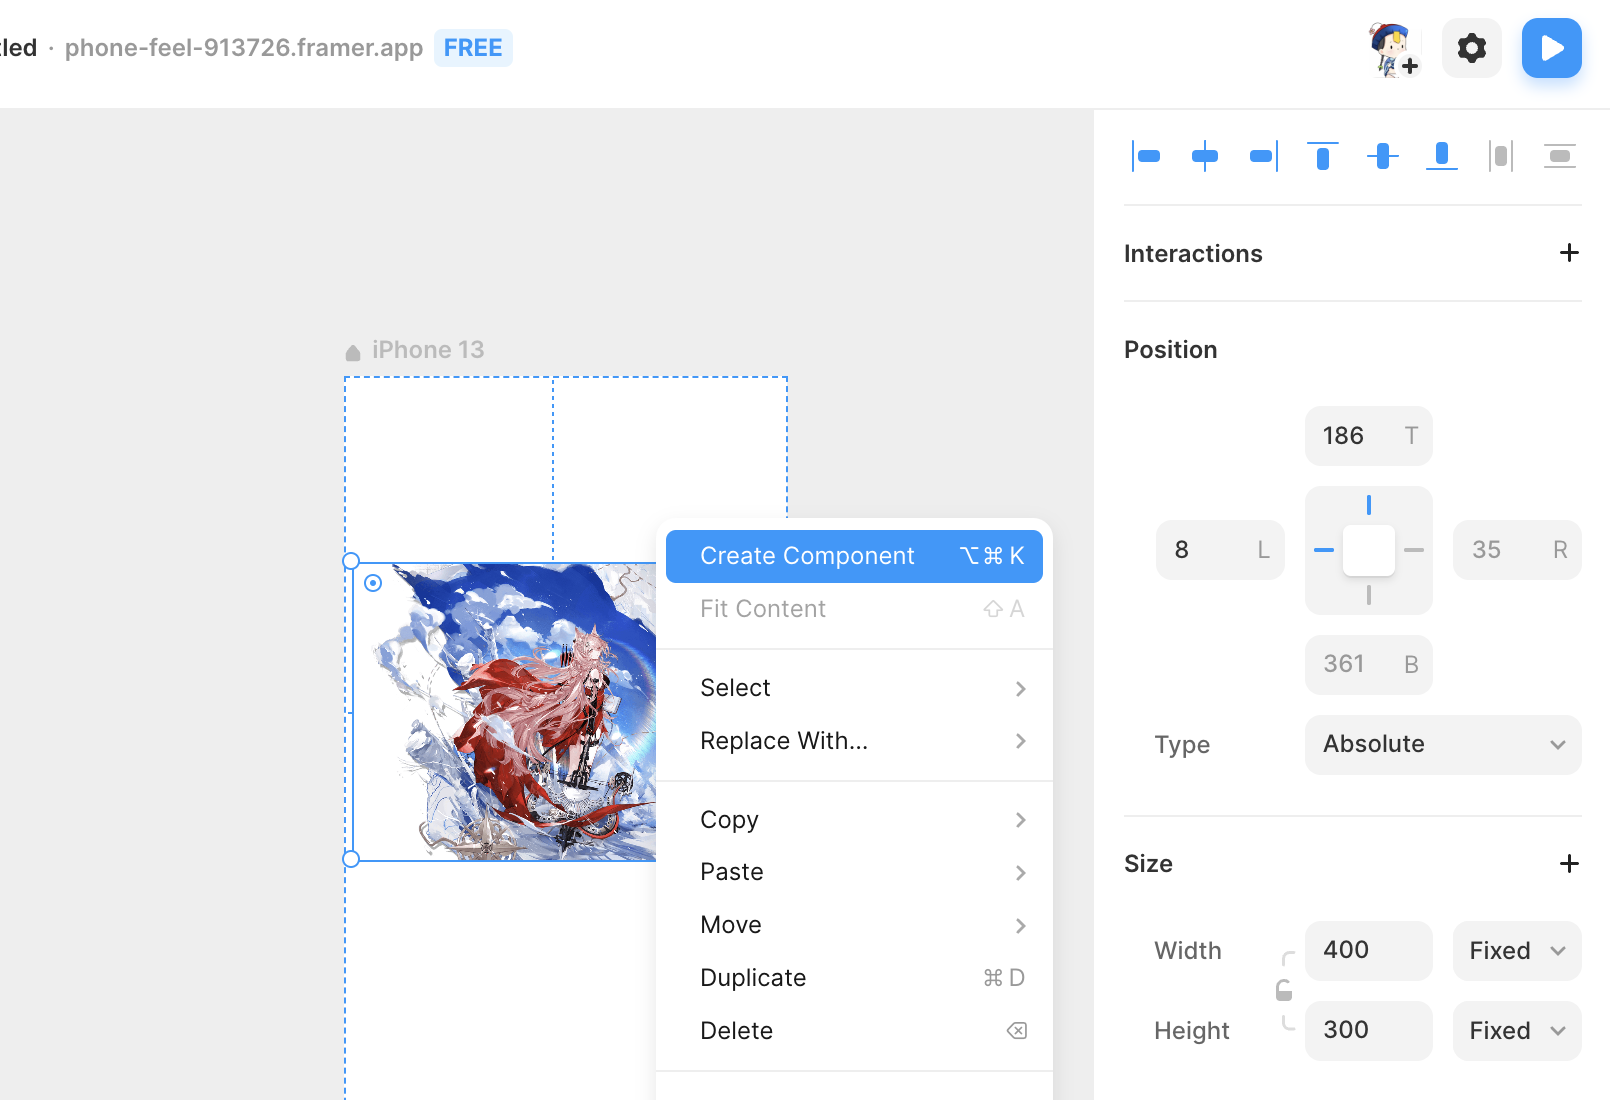 tled · phone-feel-913726.framer.app FREE
Interactions
iPhone 13
Position
186 T
8 L
35 R
361 B
Type Absolute
Size
Width 400 Fixed
Height 300 Fixed
Create Component ⌥⌘K
Fit Content ⇧A
Select
Replace With...
Copy
Paste
Move
Duplicate ⌘D
Delete ⌫